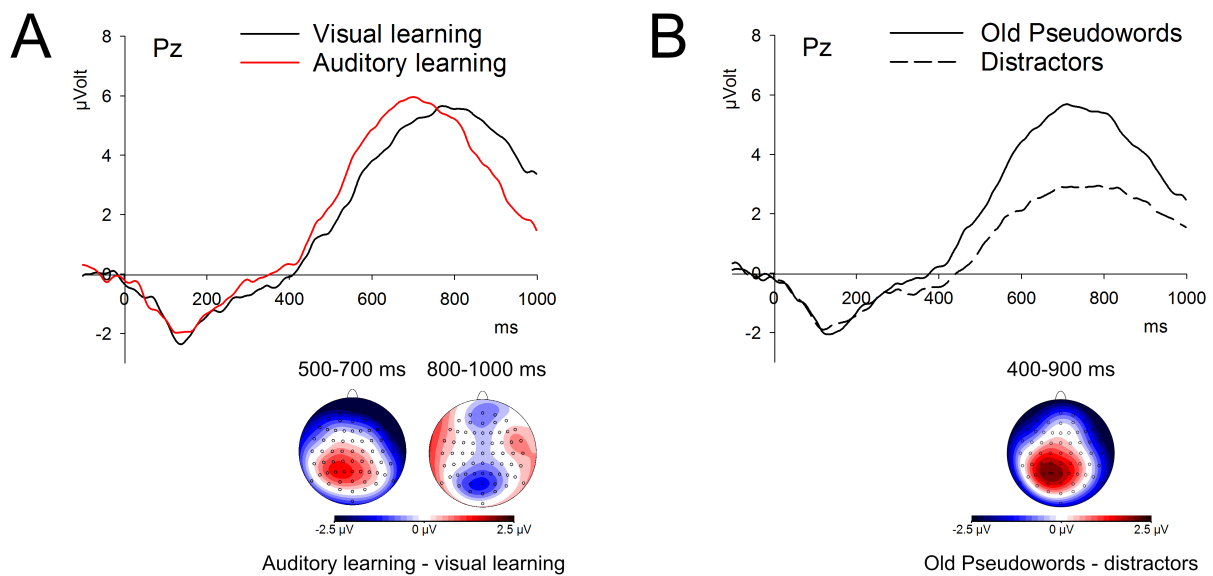 A
8
6
4
2
0
-2
µVolt
Pz
Visual learning
Auditory learning
0 200 400 600 800 1000
ms
500-700 ms 800-1000 ms
-2.5 µV 0 µV 2.5 µV
Auditory learning - visual learning
B
8
6
4
2
0
-2
µVolt
Pz
Old Pseudowords
Distractors
0 200 400 600 800 1000
ms
400-900 ms
-2.5 µV 0 µV 2.5 µV
Old Pseudowords - distractors